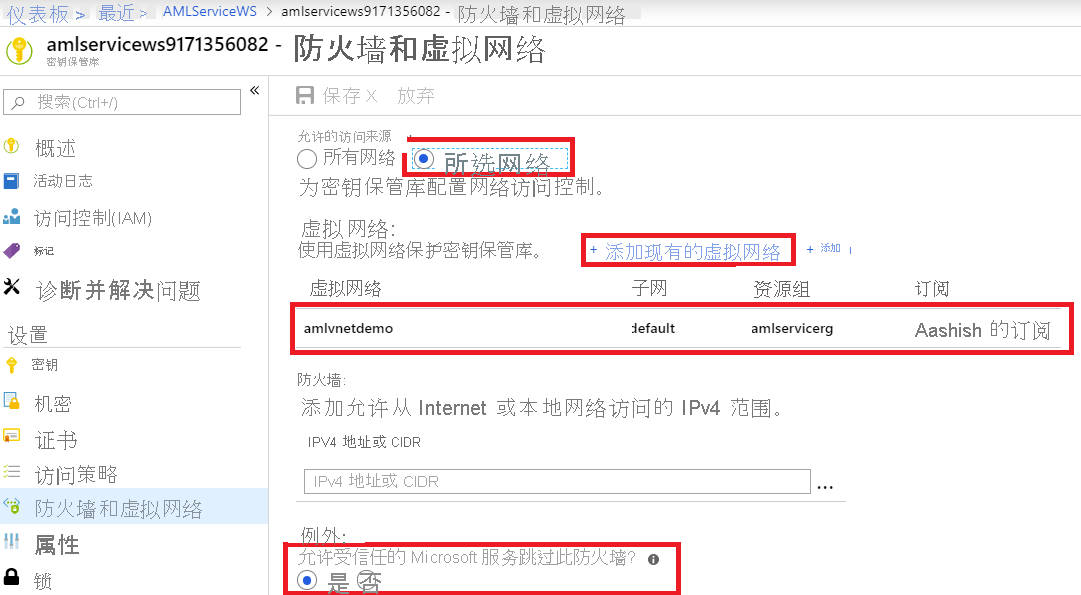 仪表板 > 最近 > AMLServiceWS > amlservicews9171356082 - 防火墙和虚拟网络
amlservicews9171356082 - 防火墙和虚拟网络
密钥保管库
搜索(Ctrl+/)
«
概述
活动日志
访问控制(IAM)
标记
诊断并解决问题
设置
密钥
机密
证书
访问策略
防火墙和虚拟网络
属性
锁
保存 X 放弃
允许的访问来源
所有网络 所选网络
为密钥保管库配置网络访问控制。
虚拟网络:
使用虚拟网络保护密钥保管库。 + 添加现有的虚拟网络 + 添加
虚拟网络 子网 资源组 订阅
amlvnetdemo default amlservicerg Aashish 的订阅
防火墙:
添加允许从 Internet 或本地网络访问的 IPv4 范围。
IPV4 地址或 CIDR
IPv4 地址或 CIDR ...
例外:
允许受信任的 Microsoft 服务跳过此防火墙?
是 否